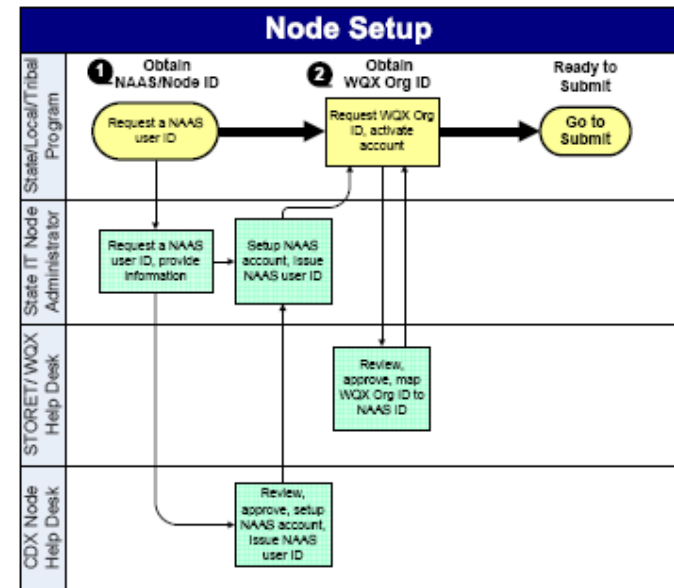 Node Setup
State/Local/Tribal
Program
1
Obtain
NAAS/Node ID
2
Obtain
WQX Org ID
Ready to
Submit
Request a NAAS
user ID
Request WQX Org
ID, activate
account
Go to
Submit
State IT Node
Administrator
Request a NAAS
user ID, provide
information
Setup NAAS
account, issue
NAAS user ID
STORET/ WQX
Help Desk
Review,
approve, map
WQX Org ID to
NAAS ID
CDX Node
Help Desk
Review,
approve, setup
NAAS account,
issue NAAS
user ID